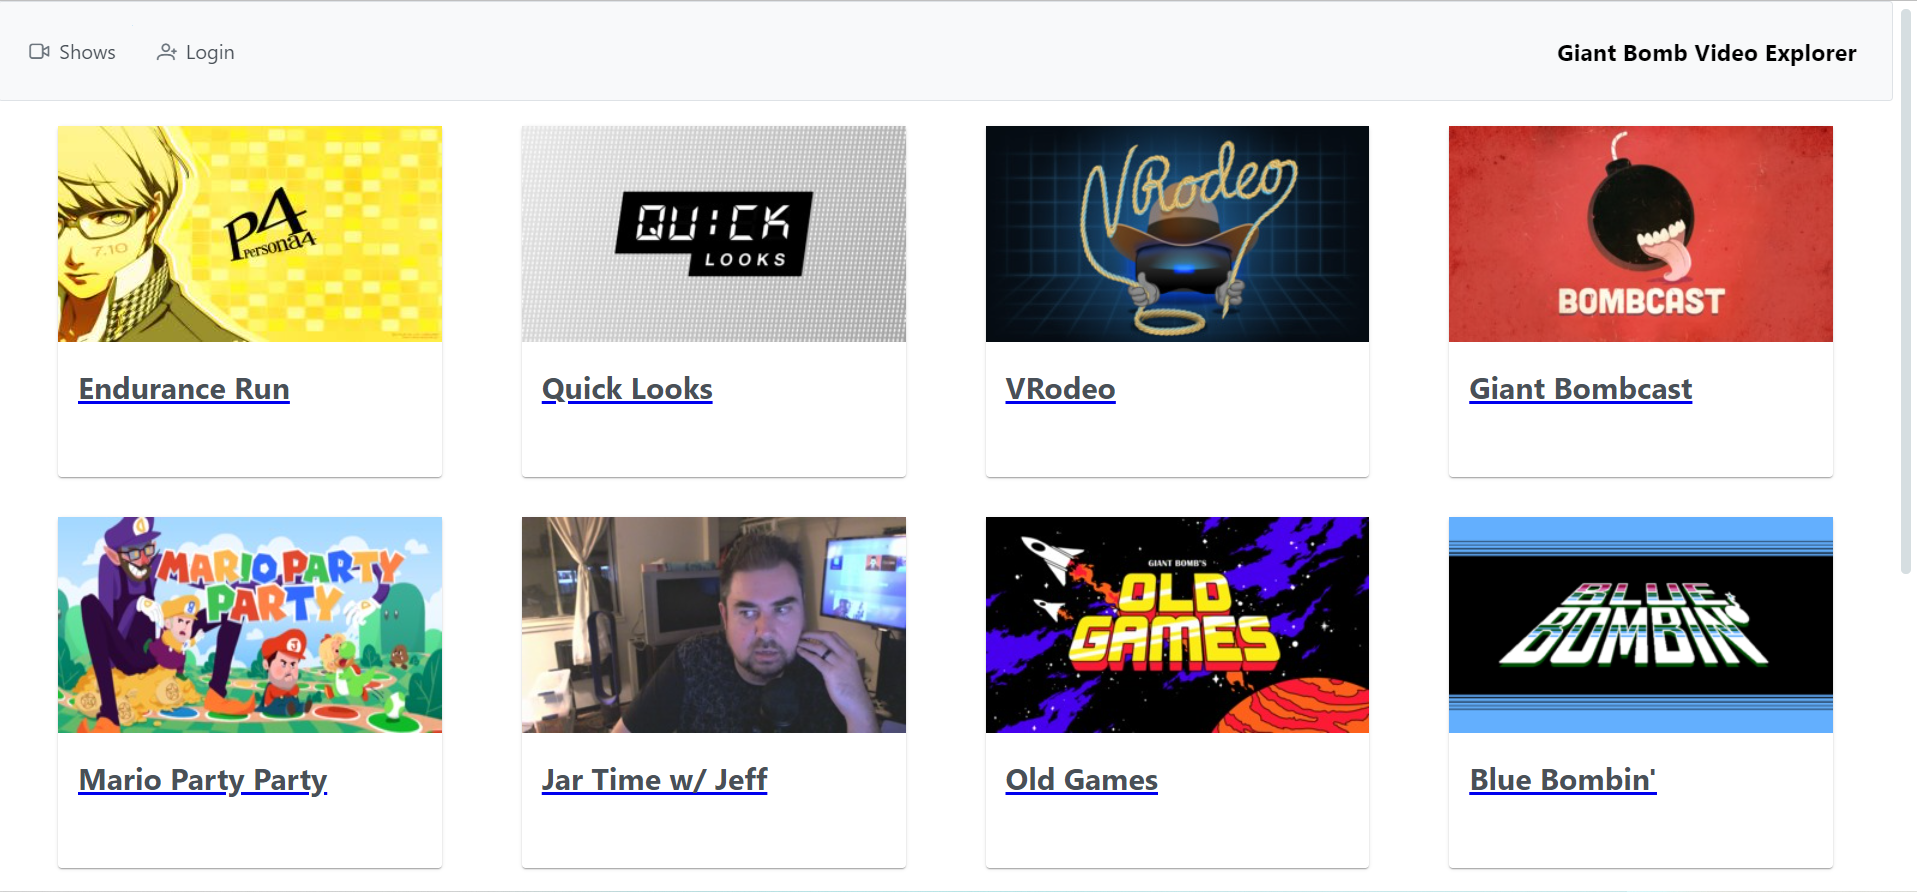 Shows
Login
Giant Bomb Video Explorer
7.10
P4
Persona4
QU:CK
LOOKS
VRodeo
BOMBCAST
Endurance Run
Quick Looks
VRodeo
Giant Bombcast
MARIO PARTY
PARTY
GIANT BOMB'S
OLD
GAMES
BLUE
BOMBIN'
Mario Party Party
Jar Time w/ Jeff
Old Games
Blue Bombin'